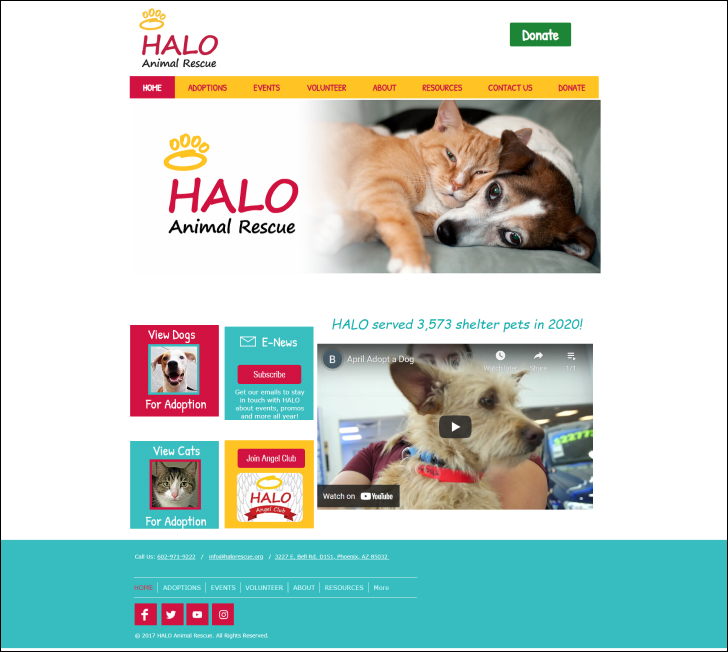 HALO
Animal Rescue
Donate
HOME ADOPTIONS EVENTS VOLUNTEER ABOUT RESOURCES CONTACT US DONATE
HALO
Animal Rescue
HALO served 3,573 shelter pets in 2020!
View Dogs
For Adoption
E-News
Subscribe
Get our emails to stay
in touch with HALO
about events, promos
and more all year!
B April Adopt a Dog
Watch later Share 1/1
Watch on YouTube
View Cats
For Adoption
Join Angel Club
HALO
Angel Club
Call Us: 602-971-9222 / info@halorescue.org / 2227 E. Bell Rd. D151, Phoenix, AZ 85032
HOME ADOPTIONS EVENTS VOLUNTEER ABOUT RESOURCES More
© 2017 HALO Animal Rescue. All Rights Reserved.